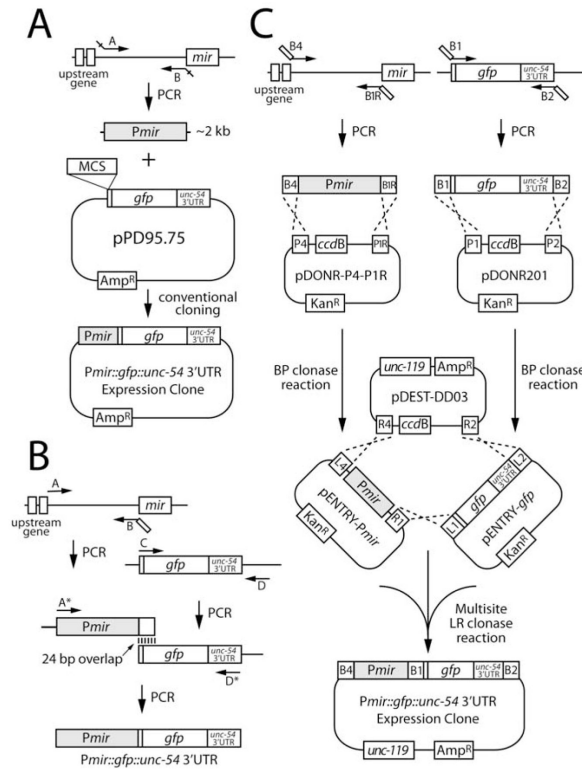 A
A
mir
B
upstream
gene
PCR
Pmir
~2 kb
+
MCS
gfp
unc-54
3'UTR
pPD95.75
AmpR
conventional
cloning
Pmir
gfp
unc-54
3'UTR
Pmir::gfp::unc-54 3'UTR
Expression Clone
AmpR
B
A
mir
B
upstream
gene
PCR
C
gfp
unc-54
3'UTR
D
A*
PCR
Pmir
24 bp overlap
gfp
unc-54
3'UTR
D*
PCR
Pmir
gfp
unc-54
3'UTR
Pmir::gfp::unc-54 3'UTR
C
B4
mir
B1R
upstream
gene
B1
gfp
unc-54
3'UTR
B2
PCR
PCR
B4
Pmir
B1R
B1
gfp
unc-54
3'UTR
B2
P4
ccdB
P1R
pDONR-P4-P1R
KanR
P1
ccdB
P2
pDONR201
KanR
BP clonase
reaction
BP clonase
reaction
unc-119
AmpR
pDEST-DD03
R4
ccdB
R2
L4
Pmir
R1
pENTRY-Pmir
KanR
L1
gfp
unc-54
3'UTR
L2
pENTRY-gfp
KanR
Multisite
LR clonase
reaction
B4
Pmir
B1
gfp
unc-54
3'UTR
B2
Pmir::gfp::unc-54 3'UTR
Expression Clone
unc-119
AmpR